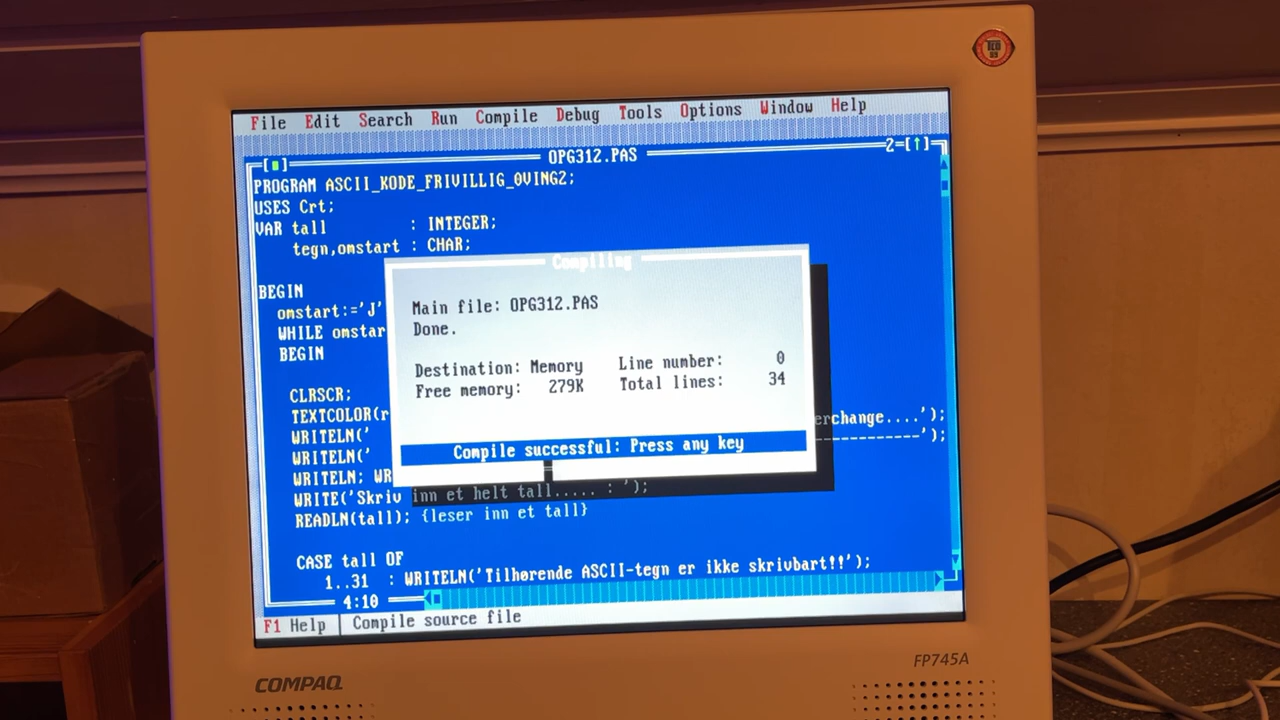 TCO
99
File Edit Search Run Compile Debug Tools Options Window Help
OPG312.PAS 2=[↑]
PROGRAM ASCII_KODE_FRIVILLIG_OVING2;
USES Crt;
VAR tall : INTEGER;
tegn,omstart : CHAR;
BEGIN
omstart:='J'
WHILE omstar
BEGIN
CLRSCR;
TEXTCOLOR(r
WRITELN(' erchange....');
WRITELN(' -----------');
WRITELN; WR
WRITE('Skriv inn et helt tall..... : ');
READLN(tall); {leser inn et tall}
CASE tall OF
1..31 : WRITELN('Tilhørende ASCII-tegn er ikke skrivbart!!');
4:10
Compiling
Main file: OPG312.PAS
Done.
Destination: Memory Line number: 0
Free memory: 279K Total lines: 34
Compile successful: Press any key
F1 Help | Compile source file
COMPAQ
FP745A